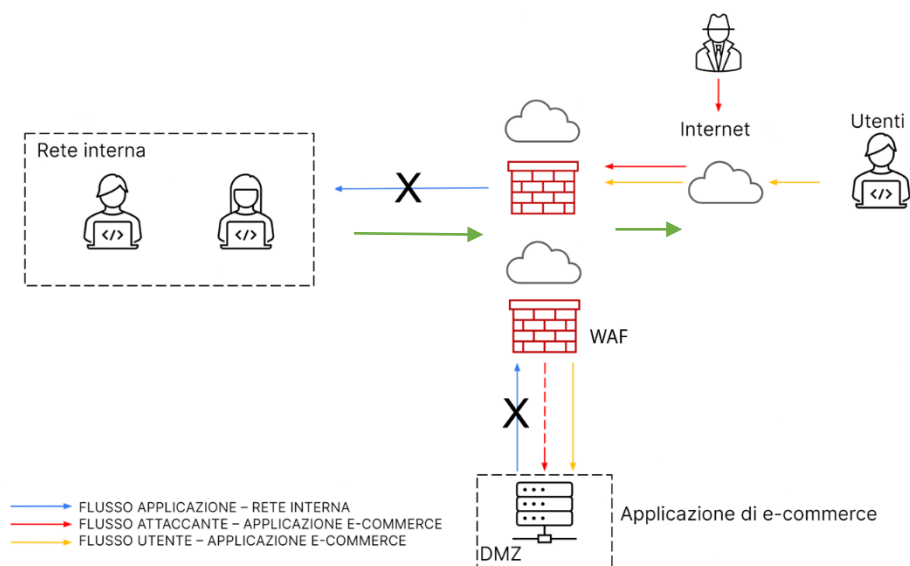 Internet
Utenti
Rete interna
</>
</>
</>
X
WAF
X
FLUSSO APPLICAZIONE – RETE INTERNA
FLUSSO ATTACCANTE – APPLICAZIONE E-COMMERCE
FLUSSO UTENTE – APPLICAZIONE E-COMMERCE
Applicazione di e-commerce
DMZ